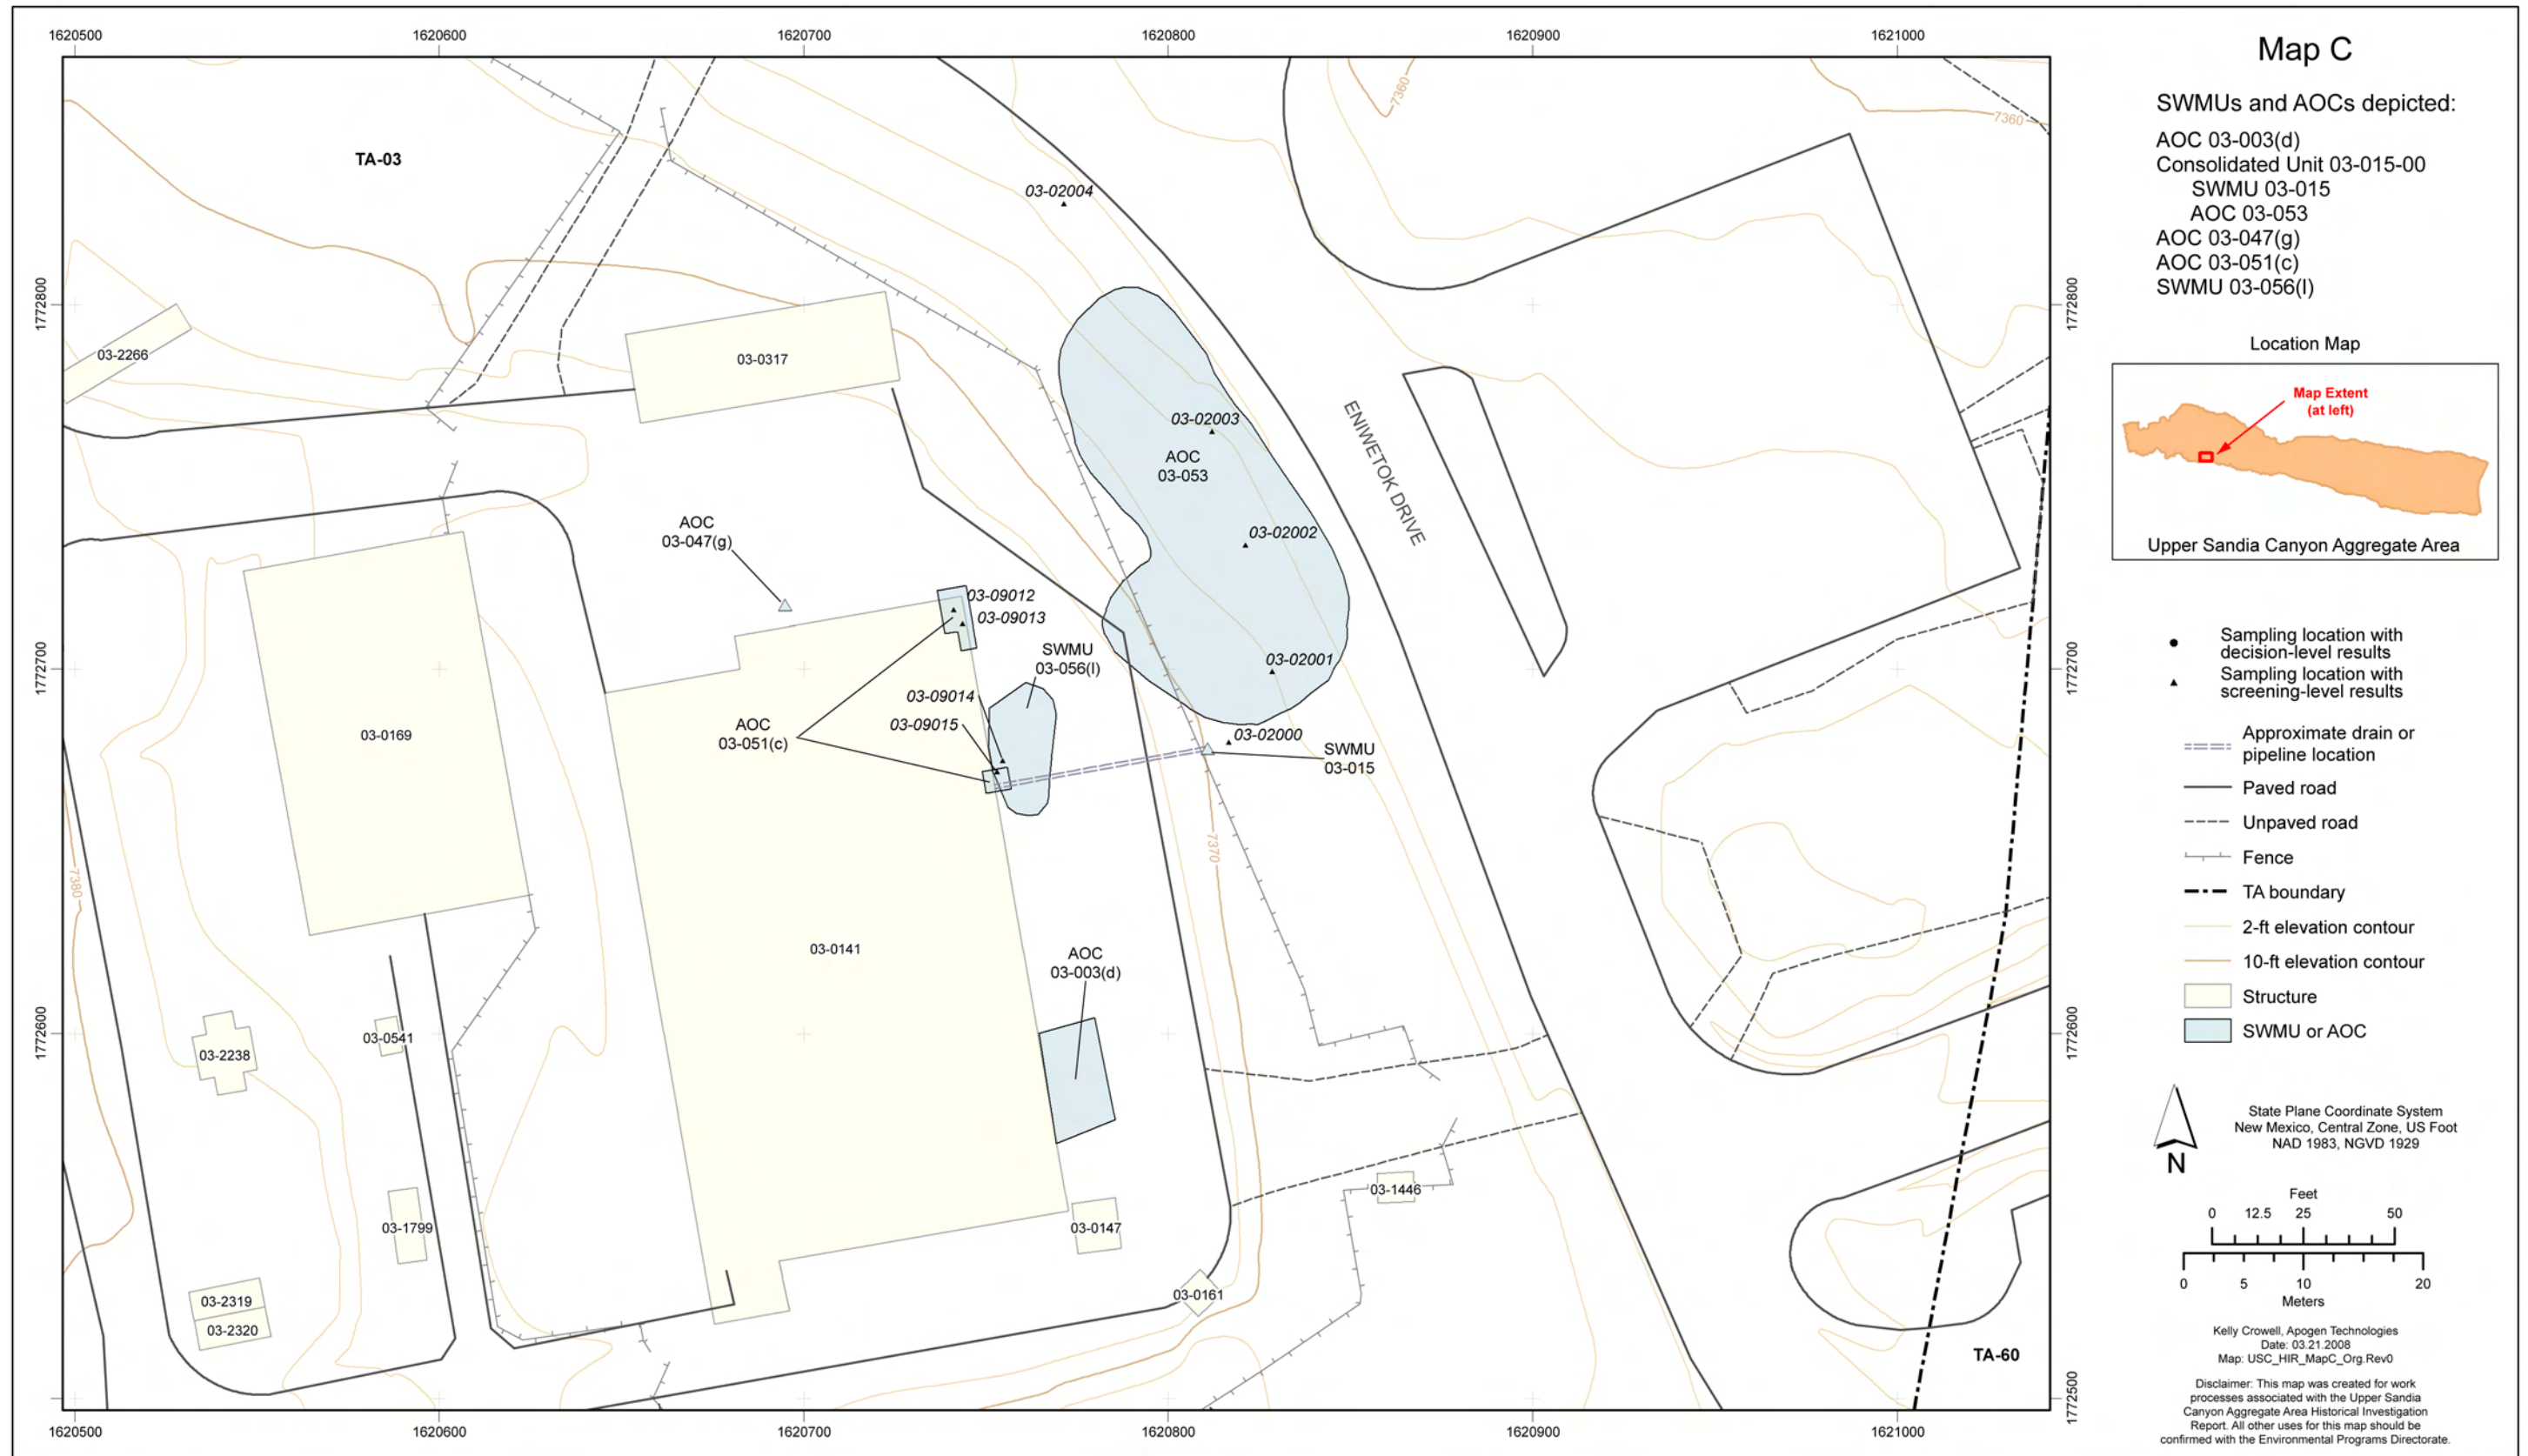 1620500
1620600
1620700
1620800
1620900
1621000
1772800
1772700
1772600
TA-03
03-02004
7360
7360
03-2266
03-0317
03-02003
AOC
03-053
03-02002
ENIWETOK DRIVE
AOC
03-047(g)
03-09012
03-09013
SWMU
03-056(l)
03-02001
03-09014
03-09015
AOC
03-051(c)
03-02000
SWMU
03-015
03-0169
7370
7380
03-0141
AOC
03-003(d)
03-2238
03-0541
03-1446
03-1799
03-0147
03-0161
03-2319
03-2320
TA-60
1772800
1772700
1772600
1772500
1620500
1620600
1620700
1620800
1620900
1621000
Map C
SWMUs and AOCs depicted:
AOC 03-003(d)
Consolidated Unit 03-015-00
SWMU 03-015
AOC 03-053
AOC 03-047(g)
AOC 03-051(c)
SWMU 03-056(l)
Location Map
Map Extent
(at left)
Upper Sandia Canyon Aggregate Area
Sampling location with
decision-level results
Sampling location with
screening-level results
Approximate drain or
pipeline location
Paved road
Unpaved road
Fence
TA boundary
2-ft elevation contour
10-ft elevation contour
Structure
SWMU or AOC
N
State Plane Coordinate System
New Mexico, Central Zone, US Foot
NAD 1983, NGVD 1929
Feet
0 12.5 25 50
0 5 10 20
Meters
Kelly Crowell, Apogen Technologies
Date: 03.21.2008
Map: USC_HIR_MapC_Org.Rev0
Disclaimer: This map was created for work
processes associated with the Upper Sandia
Canyon Aggregate Area Historical Investigation
Report. All other uses for this map should be
confirmed with the Environmental Programs Directorate.